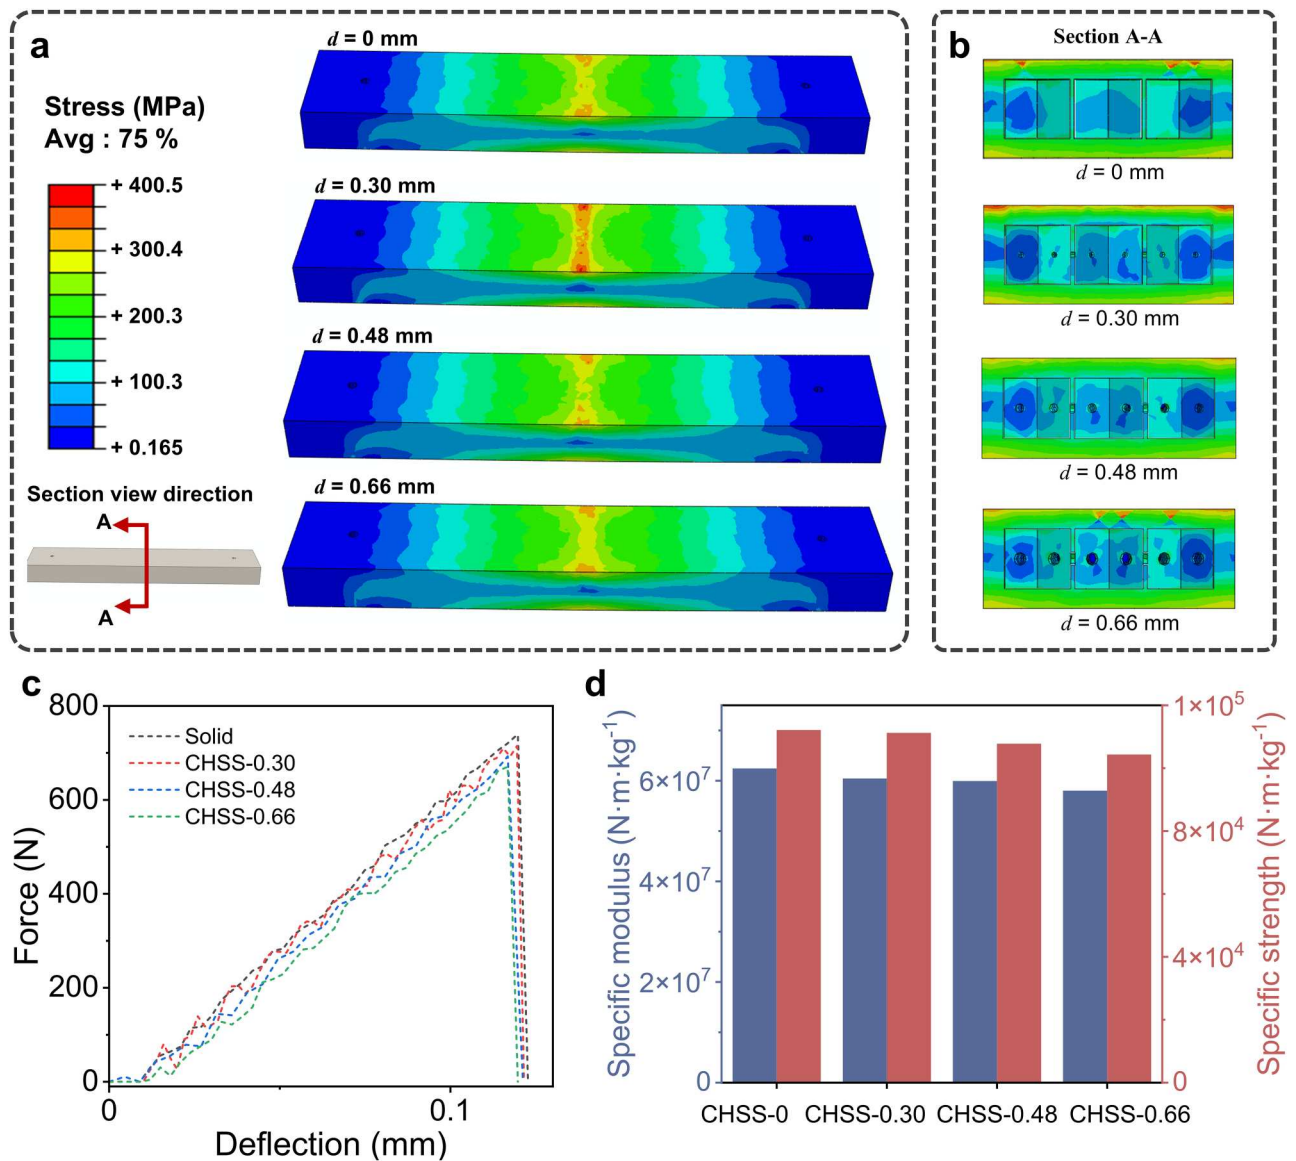 a
d = 0 mm
Stress (MPa)
Avg : 75 %
+ 400.5
+ 300.4
+ 200.3
+ 100.3
+ 0.165
d = 0.30 mm
d = 0.48 mm
d = 0.66 mm
Section view direction
A
A
b
Section A-A
d = 0 mm
d = 0.30 mm
d = 0.48 mm
d = 0.66 mm
c
800
600
400
200
0
Force (N)
Solid
CHSS-0.30
CHSS-0.48
CHSS-0.66
0
0.1
Deflection (mm)
d
Specific modulus (N·m·kg⁻¹)
6×10⁷
4×10⁷
2×10⁷
0
1×10⁵
8×10⁴
4×10⁴
0
Specific strength (N·m·kg⁻¹)
CHSS-0
CHSS-0.30
CHSS-0.48
CHSS-0.66